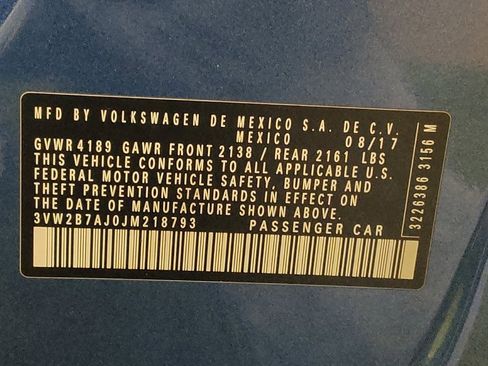 MFD BY VOLKSWAGEN DE MEXICO S.A. DE C.V.
MEXICO 08/17
GVWR 4189 GAWR FRONT 2138 / REAR 2161 LBS
THIS VEHICLE CONFORMS TO ALL APPLICABLE U.S.
FEDERAL MOTOR VEHICLE SAFETY, BUMPER AND
THEFT PREVENTION STANDARDS IN EFFECT ON
THE DATE OF MANUFACTURE SHOWN ABOVE.
3VW2B7AJ0JM218793 PASSENGER CAR
3226386 3156 M